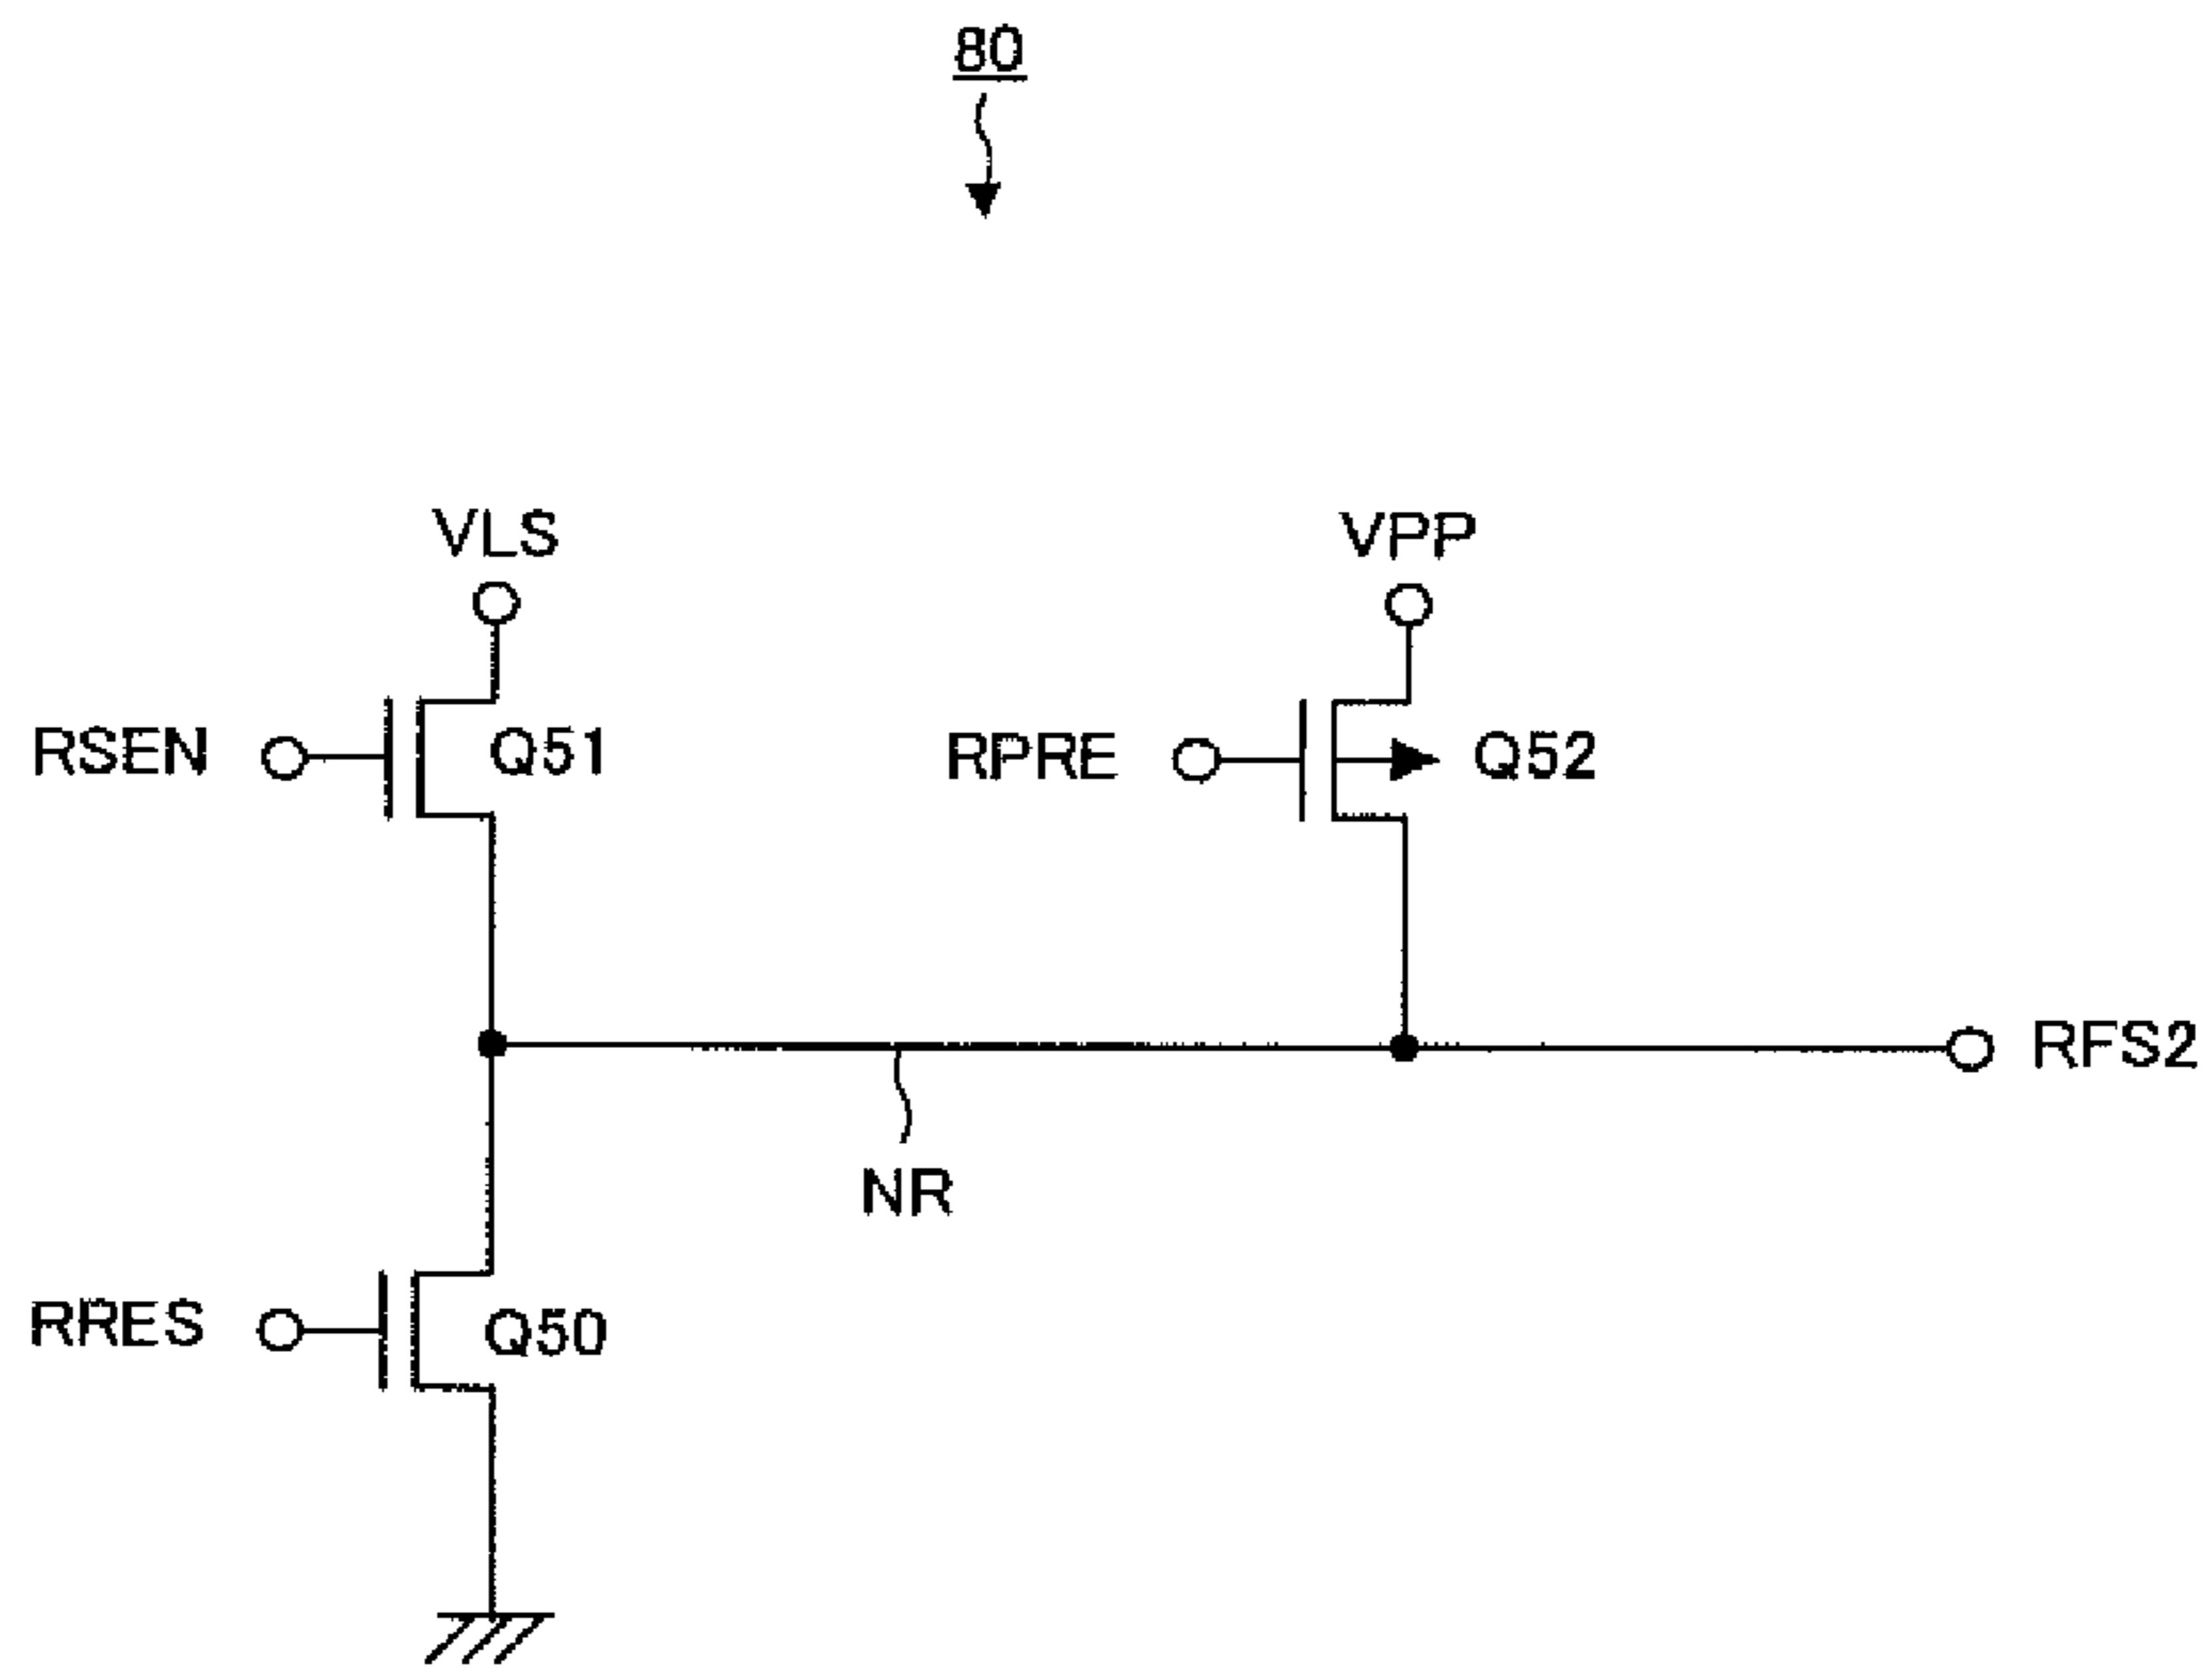 80
VLS
VPP
RSEN
Q51
RPRE
Q52
RFS2
NR
RRES
Q50